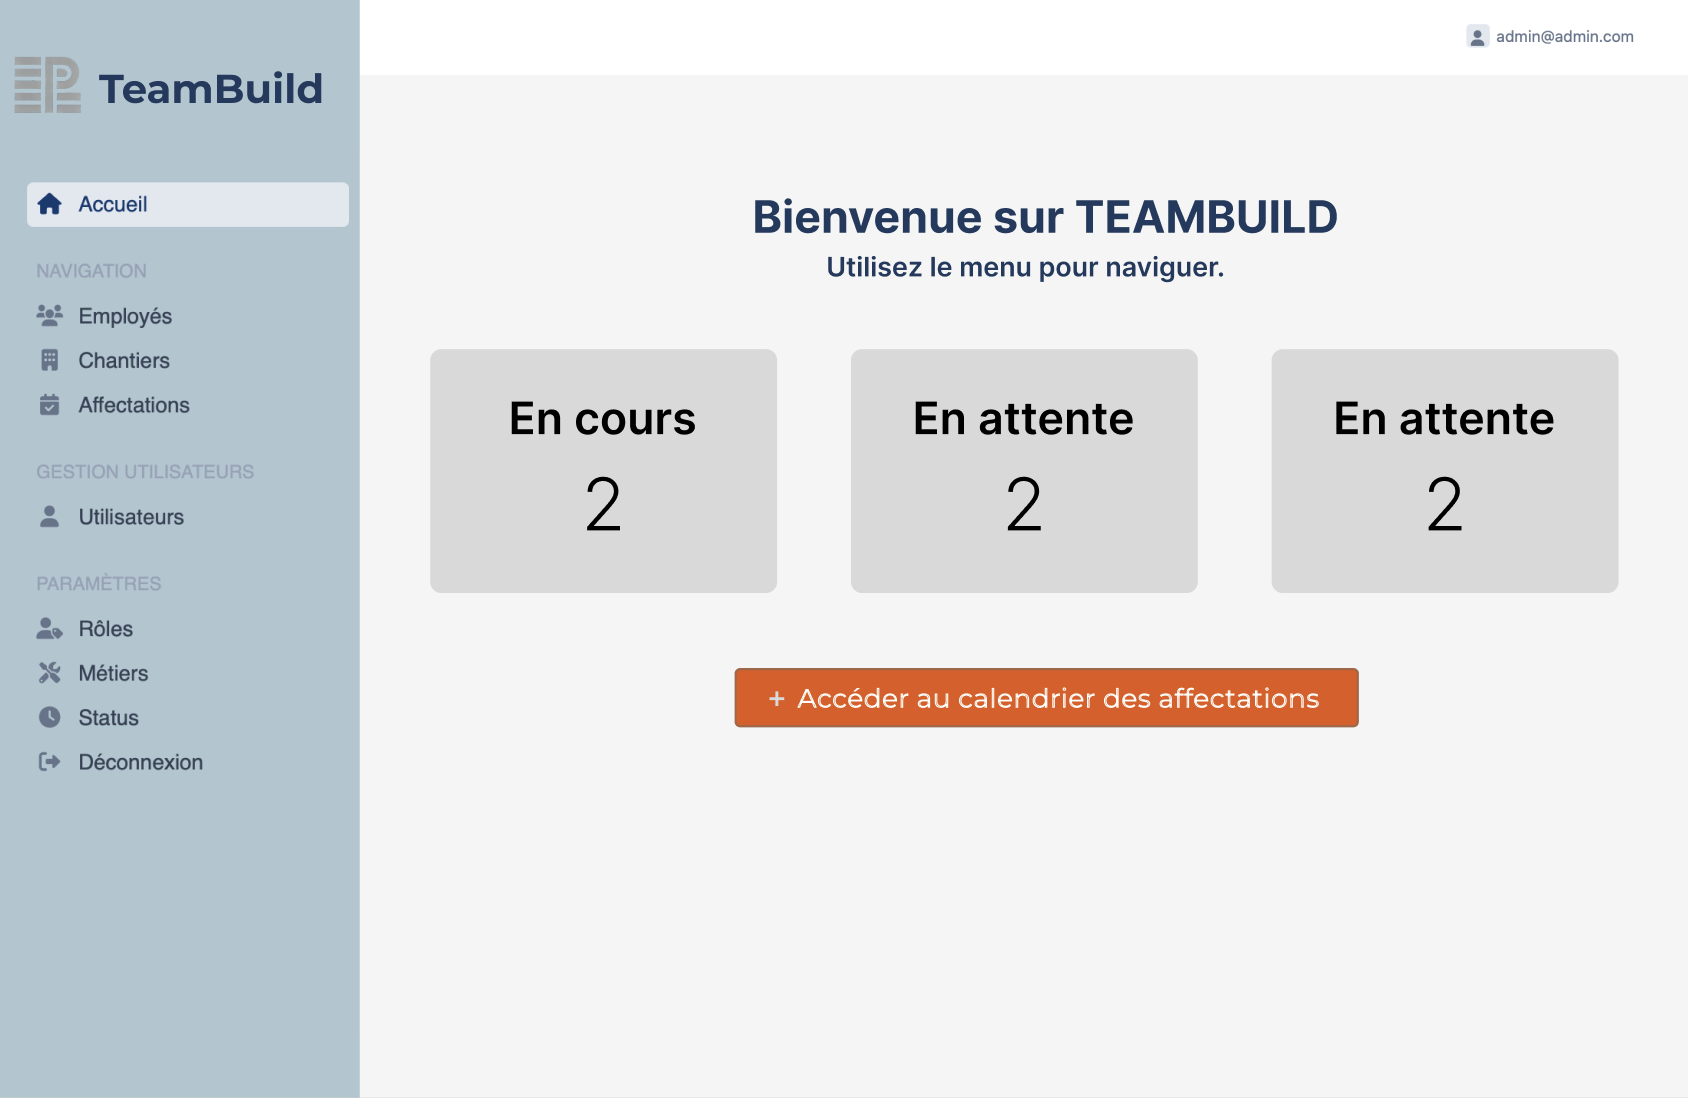 admin@admin.com
TeamBuild
Accueil
NAVIGATION
Employés
Chantiers
Affectations
GESTION UTILISATEURS
Utilisateurs
PARAMÈTRES
Rôles
Métiers
Status
Déconnexion
Bienvenue sur TEAMBUILD
Utilisez le menu pour naviguer.
En cours
2
En attente
2
En attente
2
+ Accéder au calendrier des affectations